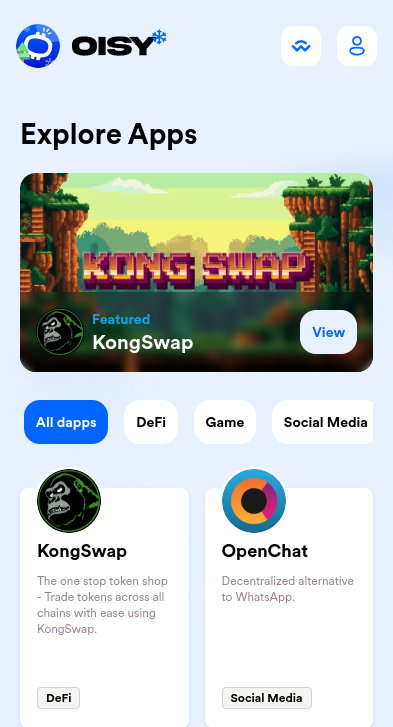 OISY
Explore Apps
KONG SWAP
Featured
KongSwap
View
All dapps
DeFi
Game
Social Media
KongSwap
The one stop token shop
- Trade tokens across all
chains with ease using
KongSwap.
DeFi
OpenChat
Decentralized alternative
to WhatsApp.
Social Media